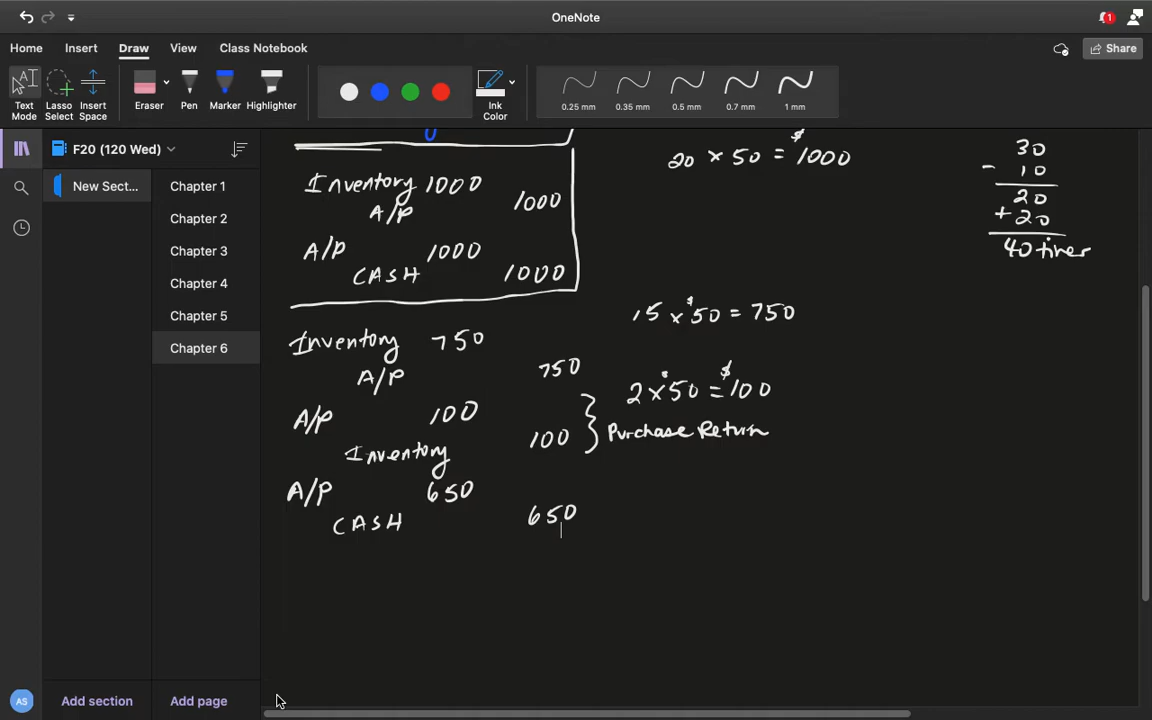 OneNote
1
Home Insert Draw View Class Notebook
Share
Text Mode
Lasso Select
Insert Space
Eraser
Pen
Marker
Highlighter
Ink Color
0.25 mm 0.35 mm 0.5 mm 0.7 mm 1 mm
F20 (120 Wed)
New Sect...
Chapter 1
Chapter 2
Chapter 3
Chapter 4
Chapter 5
Chapter 6
Add section
Add page
AS
0
Inventory 1000
A/P 1000
A/P 1000
CASH 1000
Inventory 750
A/P 750
A/P 100
Inventory 100
A/P 650
CASH 650
20 × 50 = $1000
15 × $50 = 750
2 × $50 = $100
Purchase Return
30
- 10
20
+ 20
40 tires